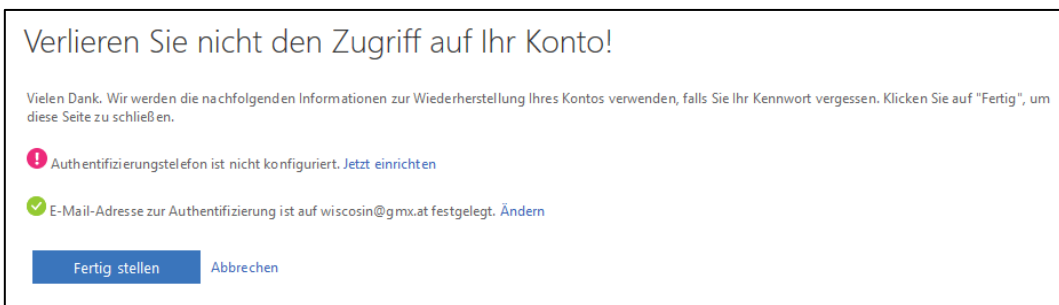 Verlieren Sie nicht den Zugriff auf Ihr Konto!
Vielen Dank. Wir werden die nachfolgenden Informationen zur Wiederherstellung Ihres Kontos verwenden, falls Sie Ihr Kennwort vergessen. Klicken Sie auf "Fertig", um
diese Seite zu schließen.
Authentifizierungstelefon ist nicht konfiguriert. Jetzt einrichten
E-Mail-Adresse zur Authentifizierung ist auf wiscosin@gmx.at festgelegt. Ändern
Fertig stellen Abbrechen